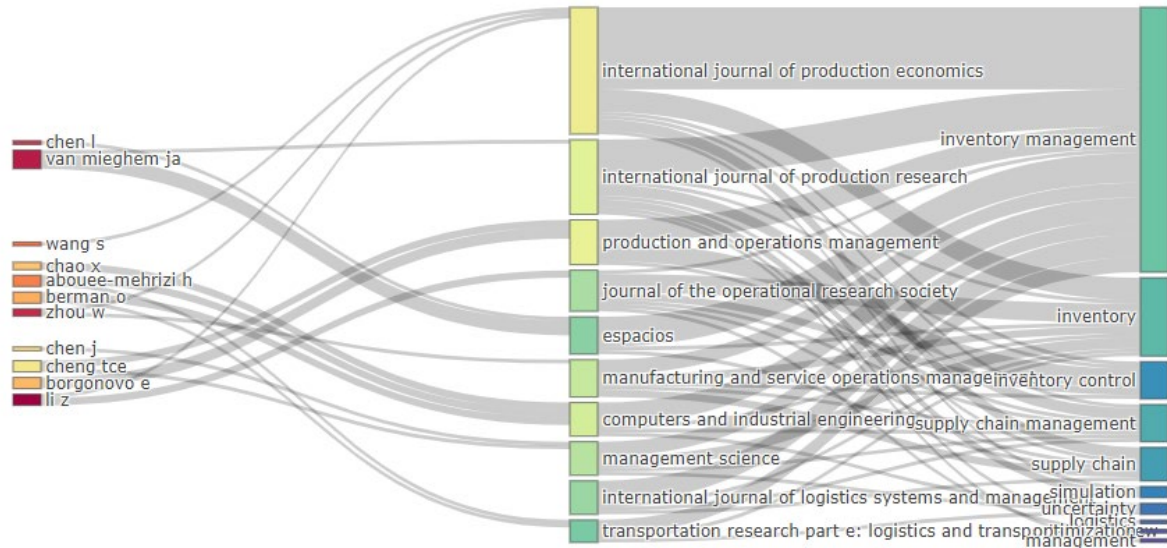 chen l
van mieghem ja
wang s
chao x
abouee-mehrizi h
berman o
zhou w
chen j
cheng tce
borgonovo e
li z
international journal of production economics
international journal of production research
production and operations management
journal of the operational research society
espacios
manufacturing and service operations management
computers and industrial engineering
management science
international journal of logistics systems and management
transportation research part e: logistics and
inventory management
inventory
inventory control
supply chain management
supply chain
simulation
uncertainty
logistics
management